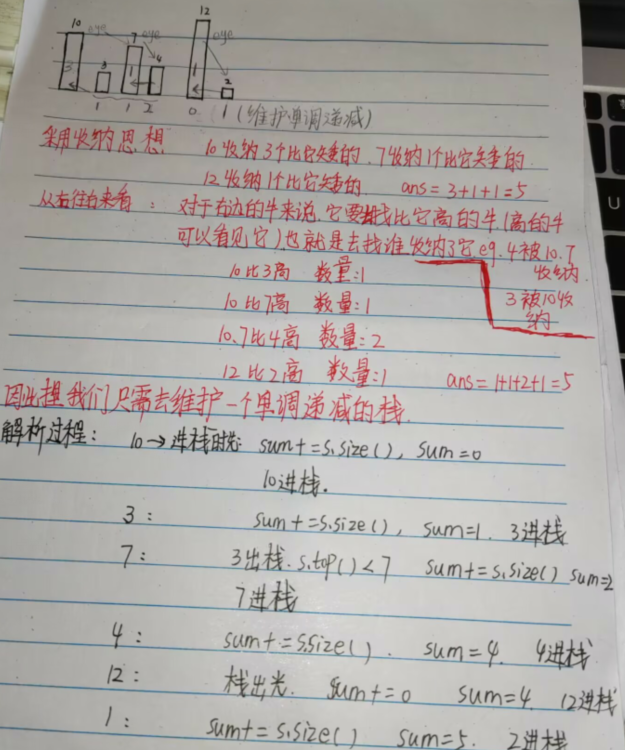 10 7 4 12 2
eye eye eye
3 3 1 1
1 1 2 0 1 (维护单调递减)
采用收纳思想 10收纳3个比它矮的.7收纳1个比它矮的.
12收纳1个比它矮的. ans=3+1+1=5
从右往左来看: 对于右边的牛来说,它要找比它高的牛(高的牛
可以看见它)也就是去找谁收纳了它eg.4被10.7
收纳.
10比3高 数量:1
3被10收
纳
10比7高 数量:1
10.7比4高 数量:2
12比2高 数量:1 ans=1+1+2+1=5
因此我们只需去维护一个单调递减的栈.
解析过程: 10→进栈时: sum+=s.size(), sum=0
10进栈.
3: sum+=s.size(), sum=1. 3进栈
7: 3出栈.s.top()<7 sum+=s.size() sum=2
7进栈
4: sum+=s.size(). sum=4. 4进栈
12: 栈出光. sum+=0 sum=4. 12进栈
1: sum+=s.size() sum=5. 2进栈